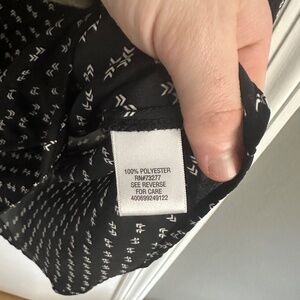 100% POLYESTER
RN#73277
SEE REVERSE
FOR CARE
400699249122